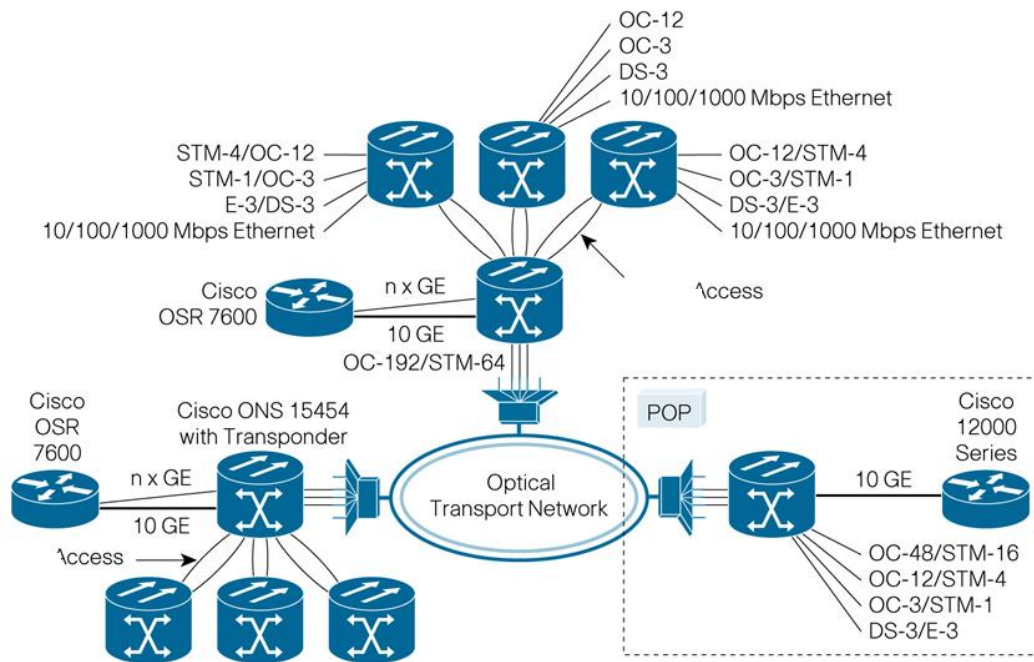 OC-12
OC-3
DS-3
10/100/1000 Mbps Ethernet
STM-4/OC-12
STM-1/OC-3
E-3/DS-3
10/100/1000 Mbps Ethernet
OC-12/STM-4
OC-3/STM-1
DS-3/E-3
10/100/1000 Mbps Ethernet
Cisco
OSR 7600
n x GE
10 GE
OC-192/STM-64
Access
Cisco
OSR
7600
Cisco ONS 15454
with Transponder
n x GE
10 GE
Access
Optical
Transport Network
POP
10 GE
Cisco
12000
Series
OC-48/STM-16
OC-12/STM-4
OC-3/STM-1
DS-3/E-3